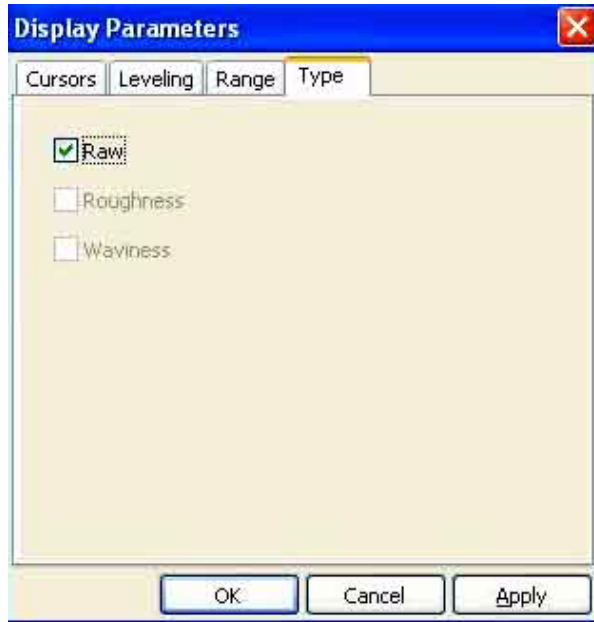 Display Parameters
Cursors Leveling Range Type
Raw
Roughness
Waviness
OK Cancel Apply